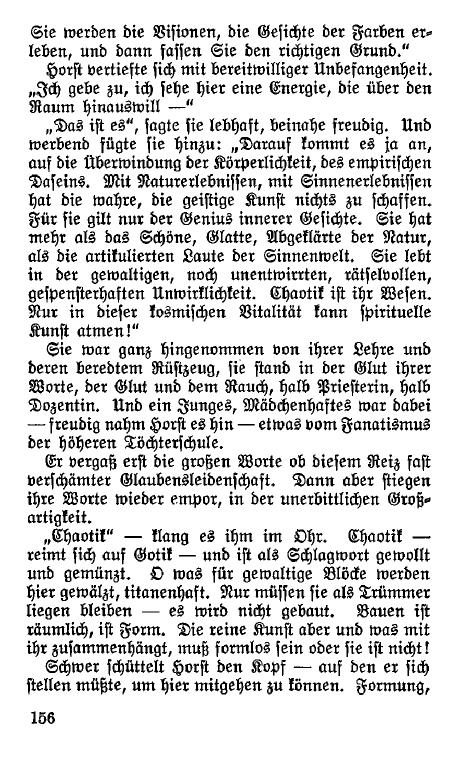 Sie werden die Visionen, die Gesichte der Farben er-
leben, und dann fassen Sie den richtigen Grund.“
Horst vertiefte sich mit bereitwilliger Unbefangenheit.
„Ich gebe zu, ich sehe hier eine Energie, die über den
Raum hinauswill —“
„Das ist es“, sagte sie lebhaft, beinahe freudig. Und
werbend fügte sie hinzu: „Darauf kommt es ja an,
auf die Überwindung der Körperlichkeit, des empirischen
Daseins. Mit Naturerlebnissen, mit Sinnenerlebnissen
hat die wahre, die geistige Kunst nichts zu schaffen.
Für sie gilt nur der Genius innerer Gesichte. Sie hat
mehr als das Schöne, Glatte, Abgeklärte der Natur,
als die artikulierten Laute der Sinnenwelt. Sie lebt
in der gewaltigen, noch unentwirrten, rätselvollen,
gespensterhaften Unwirklichkeit. Chaotik ist ihr Wesen.
Nur in dieser kosmischen Vitalität kann spirituelle
Kunst atmen!“
Sie war ganz hingenommen von ihrer Lehre und
deren beredtem Rüstzeug, sie stand in der Glut ihrer
Worte, der Glut und dem Rauch, halb Priesterin, halb
Dozentin. Und ein Junges, Mädchenhaftes war dabei
— freudig nahm Horst es hin — etwas vom Fanatismus
der höheren Töchterschule.
Er vergaß erst die großen Worte ob diesem Reiz fast
verschämter Glaubensleidenschaft. Dann aber stiegen
ihre Worte wieder empor, in der unerbittlichen Groß-
artigkeit.
„Chaotik“ — klang es ihm im Ohr. Chaotik —
reimt sich auf Gotik — und ist als Schlagwort gewollt
und gemünzt. O was für gewaltige Blöcke werden
hier gewälzt, titanenhaft. Nur müssen sie als Trümmer
liegen bleiben — es wird nicht gebaut. Bauen ist
räumlich, ist Form. Die reine Kunst aber und was mit
ihr zusammenhängt, muß formlos sein oder sie ist nicht!
Schwer schüttelt Horst den Kopf — auf den er sich
stellen müßte, um hier mitgehen zu können. Formung,
156